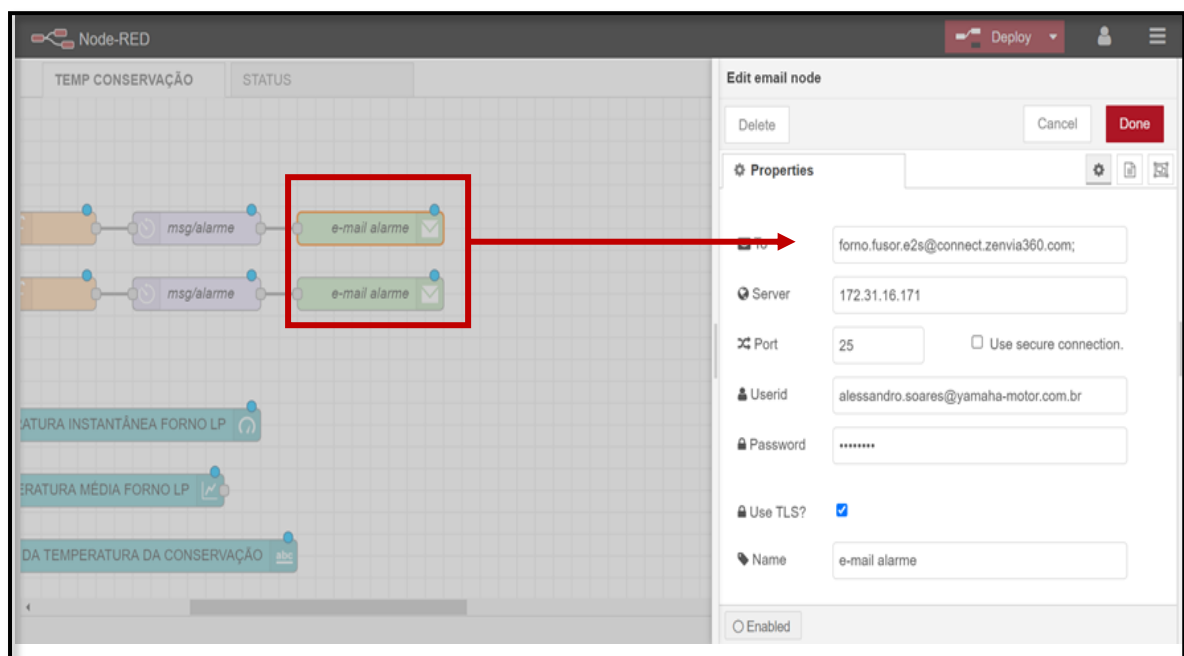 Node-RED
Deploy
TEMP CONSERVAÇÃO
STATUS
msg/alarme
e-mail alarme
msg/alarme
e-mail alarme
ATURA INSTANTÂNEA FORNO LP
ERATURA MÉDIA FORNO LP
DA TEMPERATURA DA CONSERVAÇÃO
abc
Edit email node
Delete
Cancel
Done
Properties
To
forno.fusor.e2s@connect.zenvia360.com;
Server
172.31.16.171
Port
25
Use secure connection.
Userid
alessandro.soares@yamaha-motor.com.br
Password
••••••••
Use TLS?
Name
e-mail alarme
Enabled